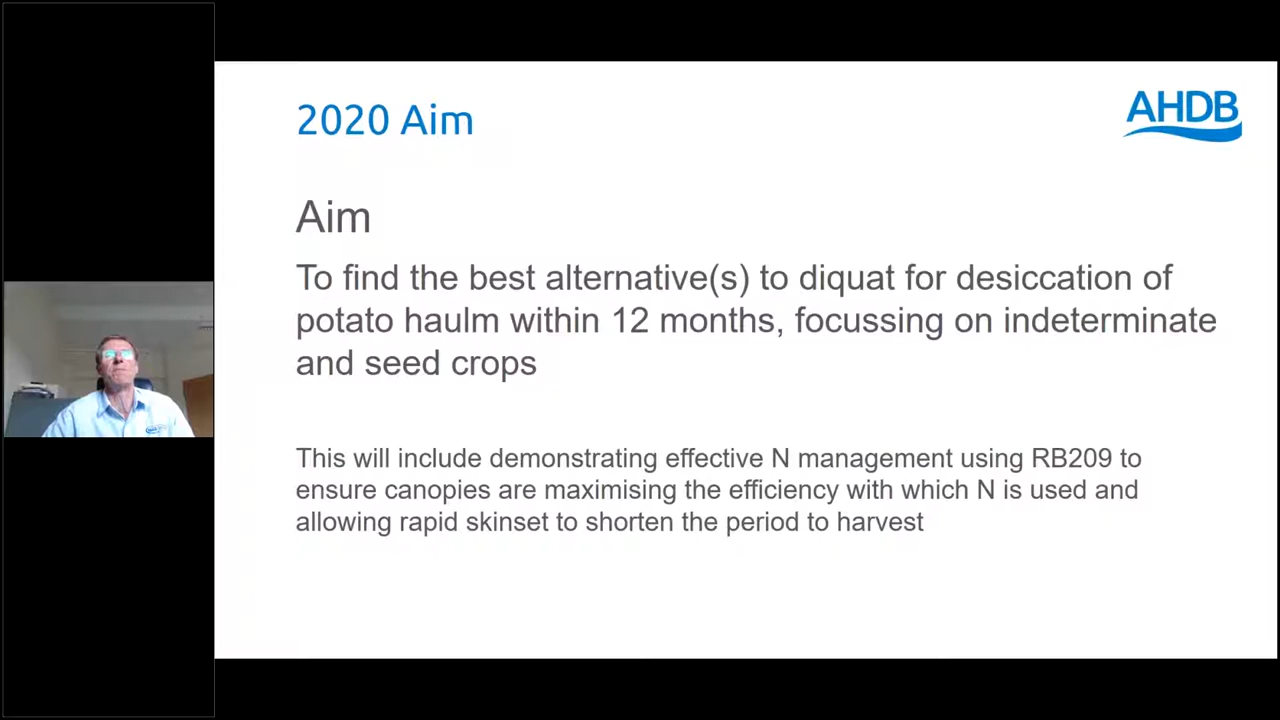 2020 Aim
AHDB
Aim
To find the best alternative(s) to diquat for desiccation of
potato haulm within 12 months, focussing on indeterminate
and seed crops
This will include demonstrating effective N management using RB209 to
ensure canopies are maximising the efficiency with which N is used and
allowing rapid skinset to shorten the period to harvest